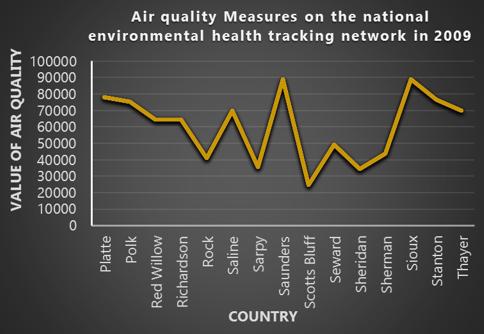 Air quality Measures on the national
environmental health tracking network in 2009
VALUE OF AIR QUALITY
100000
90000
80000
70000
60000
50000
40000
30000
20000
10000
0
Platte
Polk
Red Willow
Richardson
Rock
Saline
Sarpy
Saunders
Scotts Bluff
Seward
Sheridan
Sherman
Sioux
Stanton
Thayer
COUNTRY